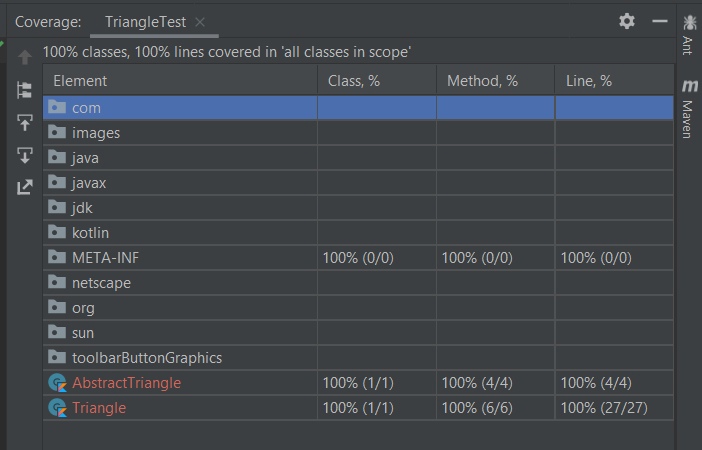 Coverage: TriangleTest
100% classes, 100% lines covered in 'all classes in scope'
Element Class, % Method, % Line, %
com
images
java
javax
jdk
kotlin
META-INF 100% (0/0) 100% (0/0) 100% (0/0)
netscape
org
sun
toolbarButtonGraphics
AbstractTriangle 100% (1/1) 100% (4/4) 100% (4/4)
Triangle 100% (1/1) 100% (6/6) 100% (27/27)
Ant
m
Maven